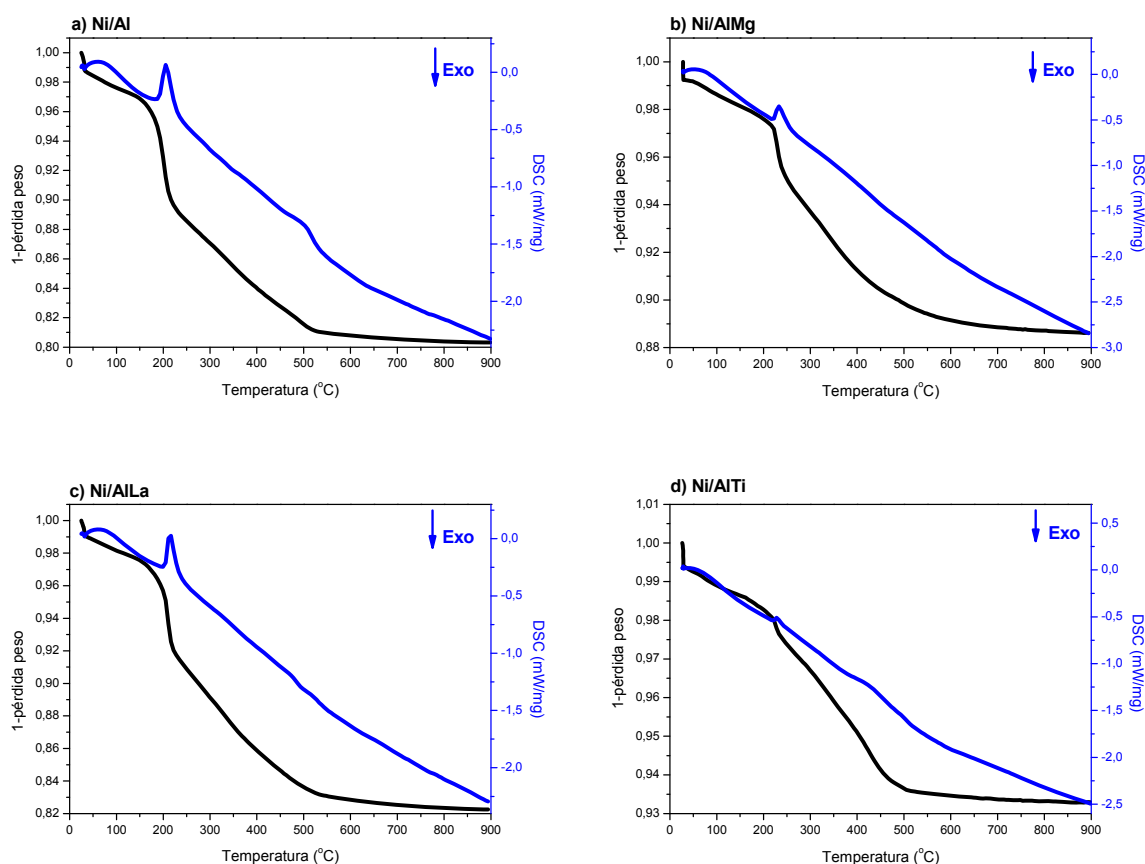 a) Ni/Al
Exo
1,00
0,98
0,96
0,94
0,92
0,90
0,88
0,86
0,84
0,82
0,80
1-pérdida peso
0 100 200 300 400 500 600 700 800 900
Temperatura (°C)
0,0
-0,5
-1,0
-1,5
-2,0
DSC (mW/mg)
b) Ni/AlMg
Exo
1,00
0,98
0,96
0,94
0,92
0,90
0,88
1-pérdida peso
0 100 200 300 400 500 600 700 800 900
Temperatura (°C)
0,0
-0,5
-1,0
-1,5
-2,0
-2,5
-3,0
DSC (mW/mg)
c) Ni/AlLa
Exo
1,00
0,98
0,96
0,94
0,92
0,90
0,88
0,86
0,84
0,82
1-pérdida peso
0 100 200 300 400 500 600 700 800 900
Temperatura (°C)
0,0
-0,5
-1,0
-1,5
-2,0
DSC (mW/mg)
d) Ni/AlTi
Exo
1,01
1,00
0,99
0,98
0,97
0,96
0,95
0,94
0,93
1-pérdida peso
0 100 200 300 400 500 600 700 800 900
Temperatura (°C)
0,5
0,0
-0,5
-1,0
-1,5
-2,0
-2,5
DSC (mW/mg)